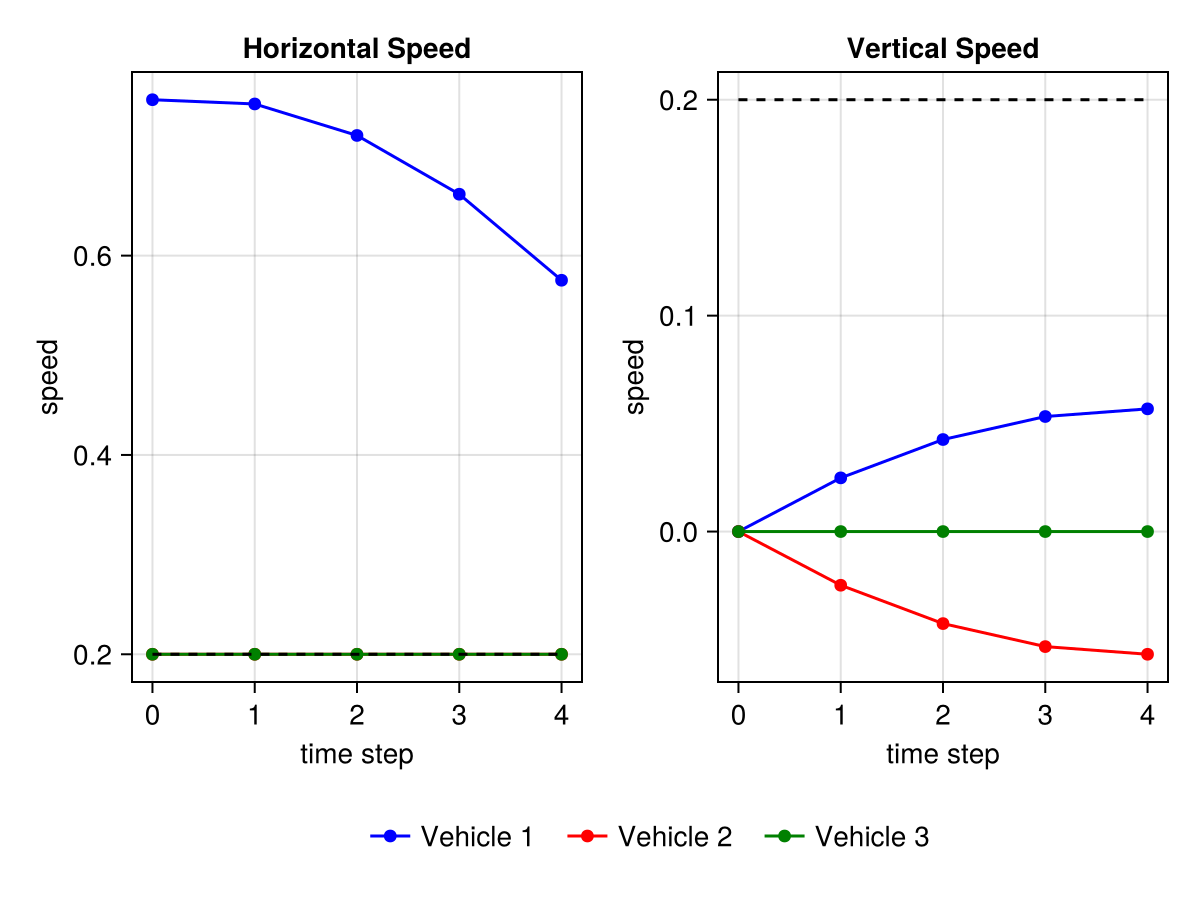 Horizontal Speed
speed
0.6
0.4
0.2
0 1 2 3 4
time step
Vertical Speed
speed
0.2
0.1
0.0
0 1 2 3 4
time step
Vehicle 1 Vehicle 2 Vehicle 3